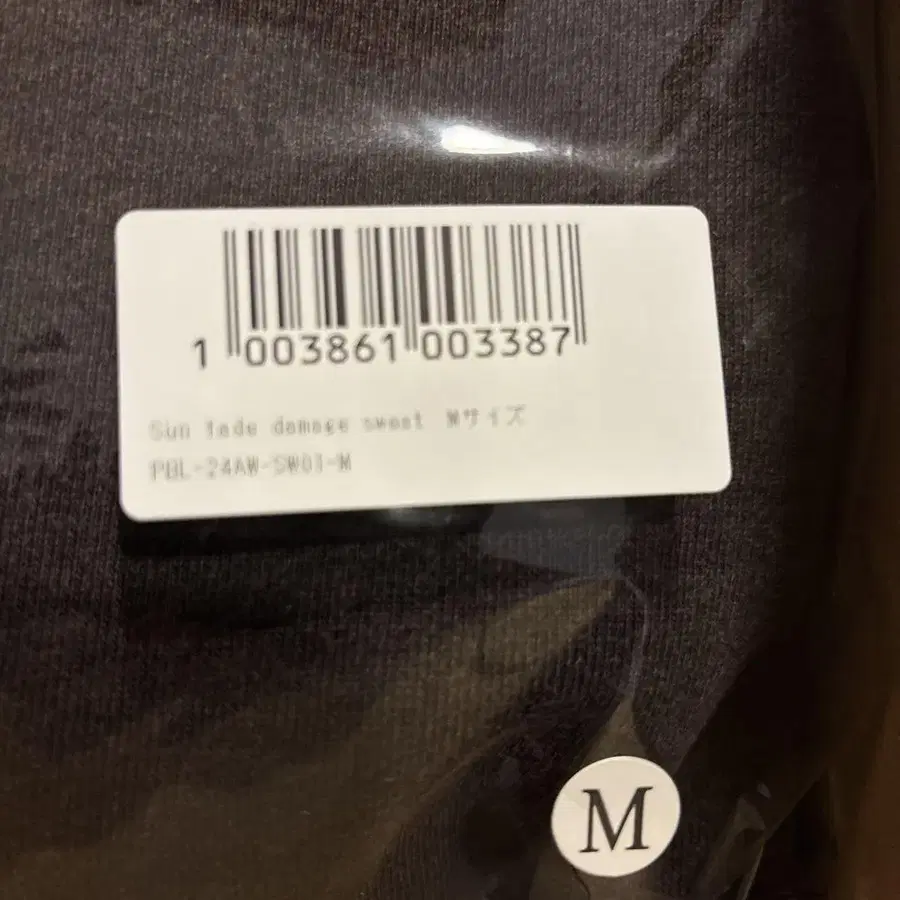 1 003861 003387
Sun fade damage sweat Mサイズ
PBL-24AW-SW01-M
M